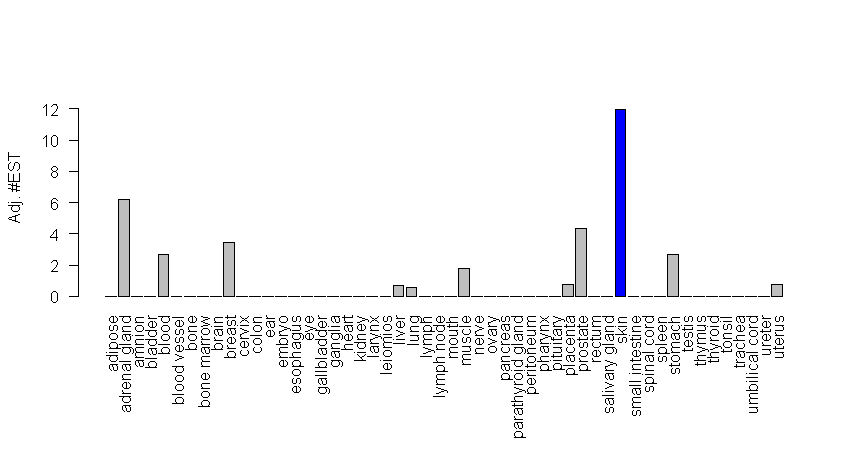 Adj. #EST
12
10
8
6
4
2
0
adipose
adrenal gland
amnion
bladder
blood
blood vessel
bone
bone marrow
brain
breast
cervix
colon
ear
embryo
esophagus
eye
gallbladder
ganglia
heart
kidney
larynx
leiomios
liver
lung
lymph
lymph node
mouth
muscle
nerve
ovary
pancreas
parathyroid gland
peritoneum
pharynx
pituitary
placenta
prostate
rectum
salivary gland
skin
small intestine
spinal cord
spleen
stomach
testis
thymus
thyroid
tonsil
trachea
umbilical cord
ureter
uterus